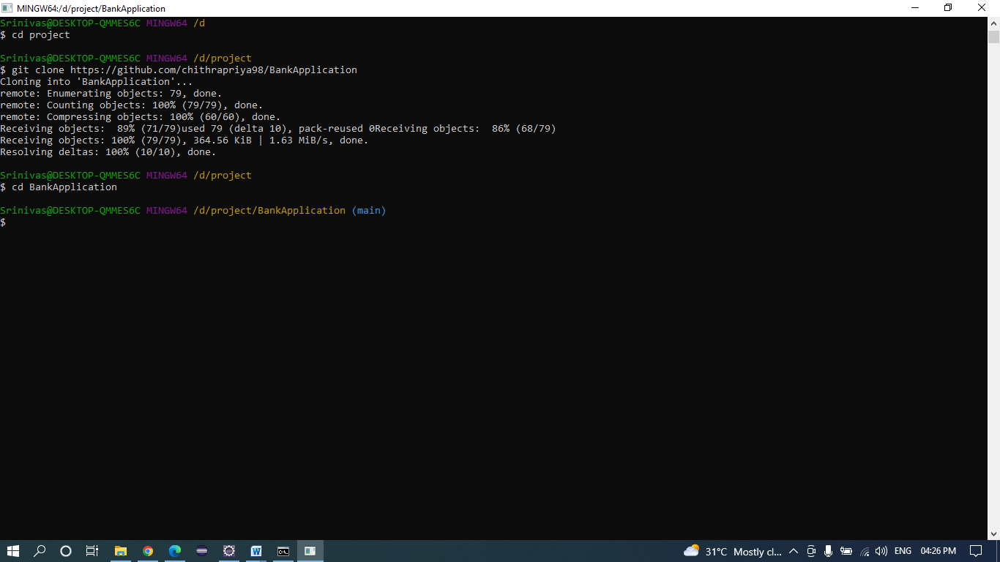 MINGW64:/d/project/BankApplication
Srinivas@DESKTOP-QMMES6C MINGW64 /d
$ cd project
Srinivas@DESKTOP-QMMES6C MINGW64 /d/project
$ git clone https://github.com/chithrapriya98/BankApplication
Cloning into 'BankApplication'...
remote: Enumerating objects: 79, done.
remote: Counting objects: 100% (79/79), done.
remote: Compressing objects: 100% (60/60), done.
Receiving objects:  89% (71/79)used 79 (delta 10), pack-reused 0Receiving objects:  86% (68/79)
Receiving objects: 100% (79/79), 364.56 KiB | 1.63 MiB/s, done.
Resolving deltas: 100% (10/10), done.
Srinivas@DESKTOP-QMMES6C MINGW64 /d/project
$ cd BankApplication
Srinivas@DESKTOP-QMMES6C MINGW64 /d/project/BankApplication (main)
$
31°C Mostly cl... ENG 04:26 PM